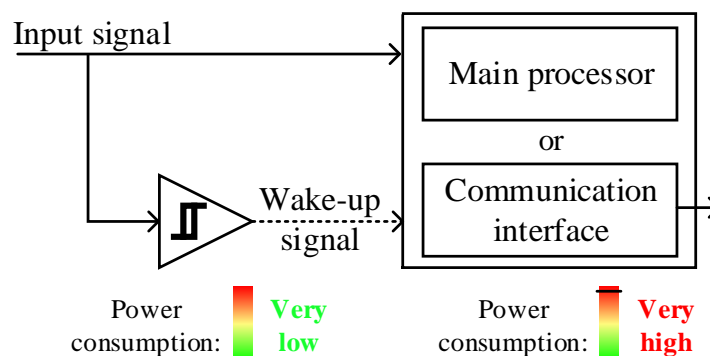 Input signal
Main processor
or
Wake-up
signal
Communication
interface
Power
consumption:
Very
low
Power
consumption:
Very
high